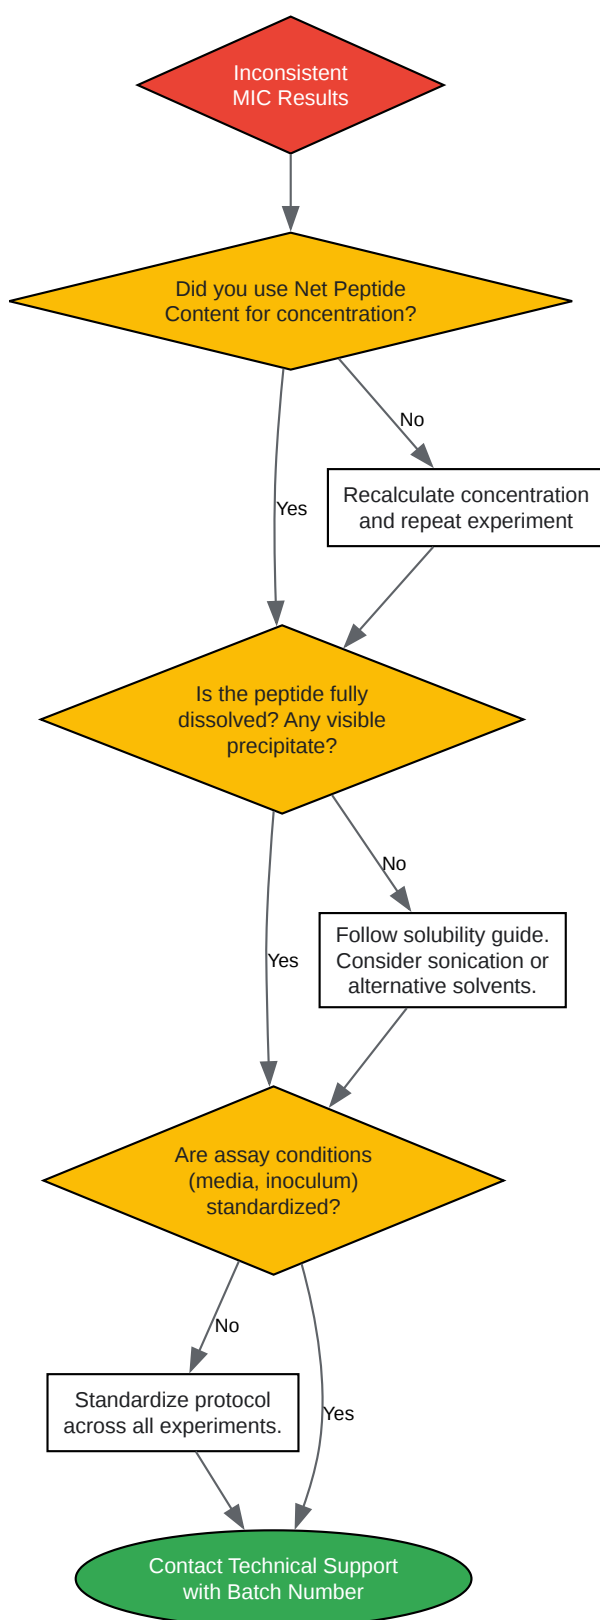 Inconsistent
MIC Results
Did you use Net Peptide
Content for concentration?
No
Recalculate concentration
and repeat experiment
Yes
Is the peptide fully
dissolved? Any visible
precipitate?
No
Follow solubility guide.
Consider sonication or
alternative solvents.
Yes
Are assay conditions
(media, inoculum)
standardized?
No
Standardize protocol
across all experiments.
Yes
Contact Technical Support
with Batch Number